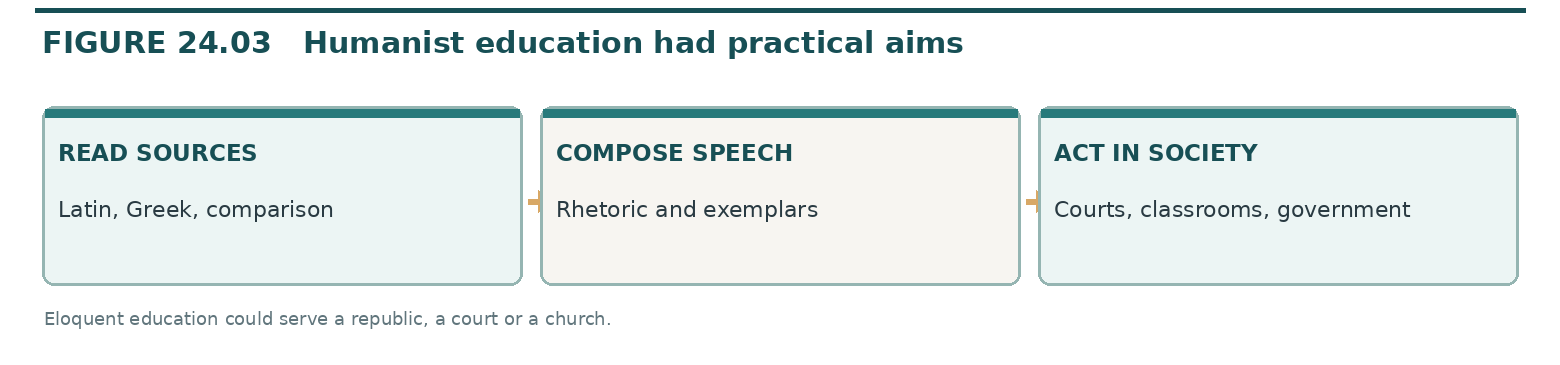 FIGURE 24.03 Humanist education had practical aims
READ SOURCES
Latin, Greek, comparison
COMPOSE SPEECH
Rhetoric and exemplars
ACT IN SOCIETY
Courts, classrooms, government
Eloquent education could serve a republic, a court or a church.